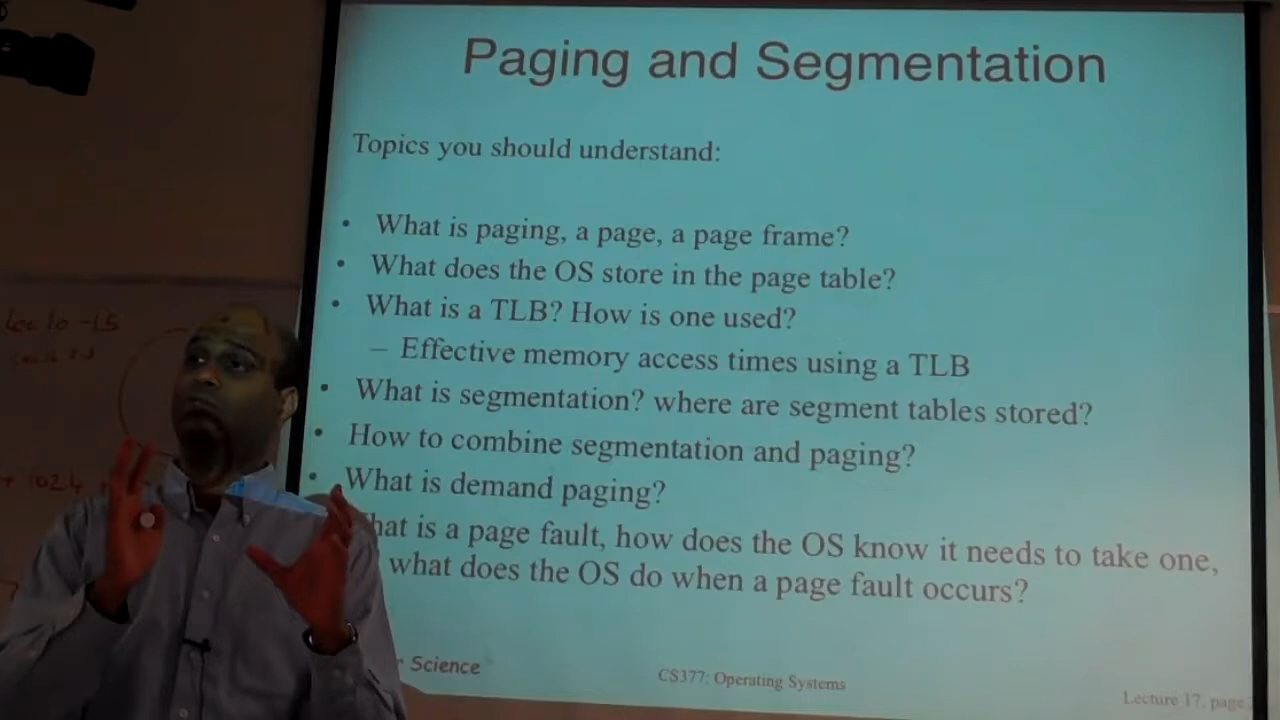 Paging and Segmentation
Topics you should understand:
• What is paging, a page, a page frame?
• What does the OS store in the page table?
• What is a TLB? How is one used?
– Effective memory access times using a TLB
• What is segmentation? where are segment tables stored?
• How to combine segmentation and paging?
• What is demand paging?
hat is a page fault, how does the OS know it needs to take one,
what does the OS do when a page fault occurs?
Science
CS377: Operating Systems
Lecture 17, page
+ 1024